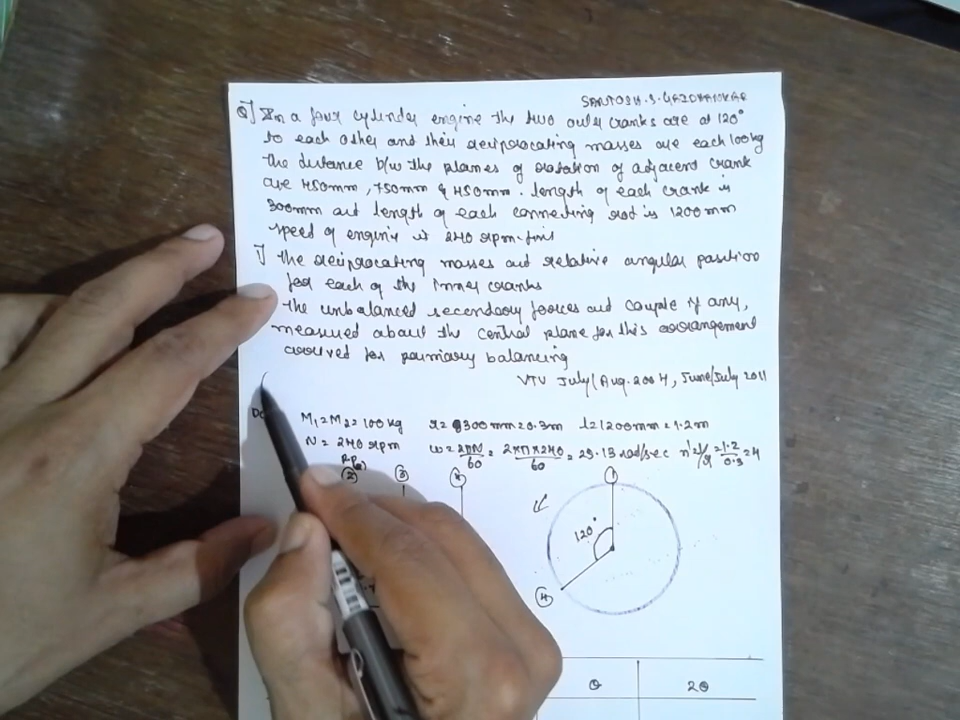 SANTOSH.S.
Q] In a four cylinder engine the two outer cranks are at 120°
to each other and their reciprocating masses are each 100kg
the distance b/w the planes of rotation of adjacent crank
are 450mm, 750mm & 450mm. length of each crank is
300mm and length of each connecting rod is 1200mm
speed of engine is 240 rpm. find
i] the reciprocating masses and relative angular position
for each of the inner cranks
the unbalanced secondary forces and couple if any,
measured about the central plane for this arrangement
arrived for primary balancing
VTU July/Aug. 2004, June/July 2011
M1=M4=100kg r=300mm=0.3m l=1200mm=1.2m
N=240 rpm ω=2πN/60=2×π×240/60=25.13 rad/sec n=l/r=1.2/0.3=4
R.P
2 3 4 1
120°
4
θ 2θ